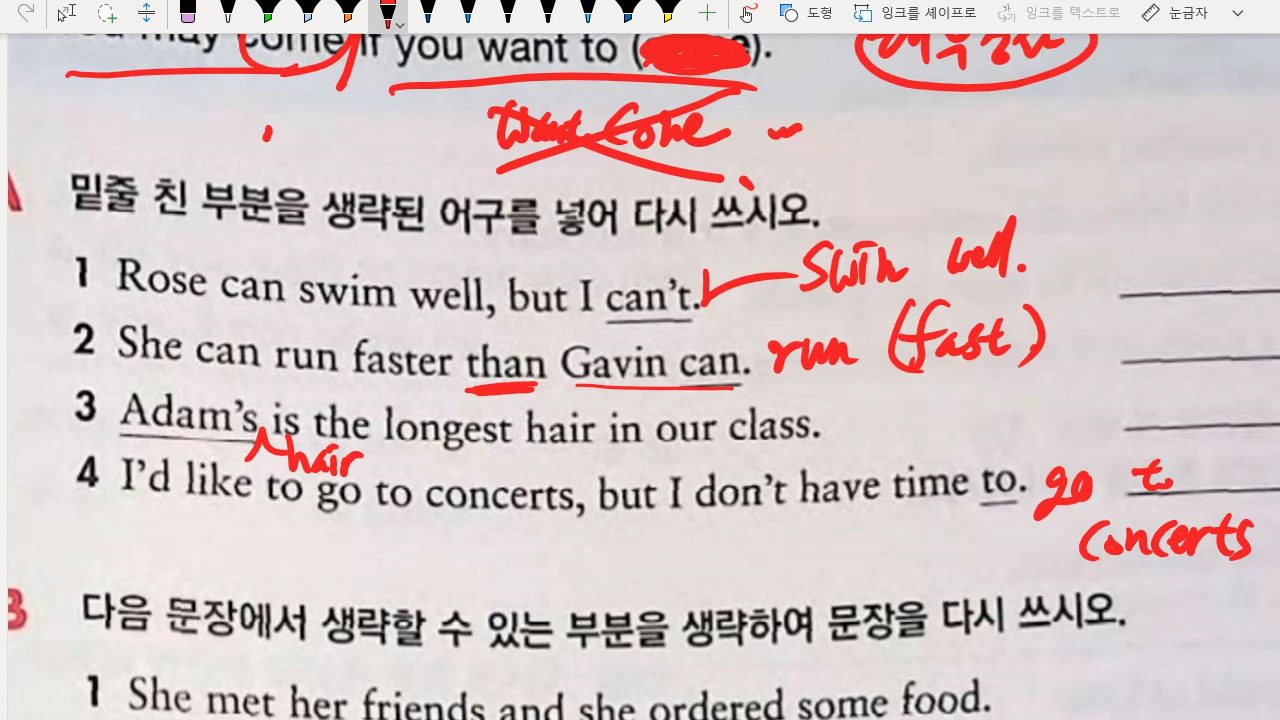 도형 잉크를 셰이프로 잉크를 텍스트로 눈금자
may come if you want to ( ).
대부정사
want come
A 밑줄 친 부분을 생략된 어구를 넣어 다시 쓰시오.
1 Rose can swim well, but I can't. swim well.
2 She can run faster than Gavin can. run (fast)
3 Adam's is the longest hair in our class.
hair
4 I'd like to go to concerts, but I don't have time to. go to
concerts
B 다음 문장에서 생략할 수 있는 부분을 생략하여 문장을 다시 쓰시오.
1 She met her friends and she ordered some food.